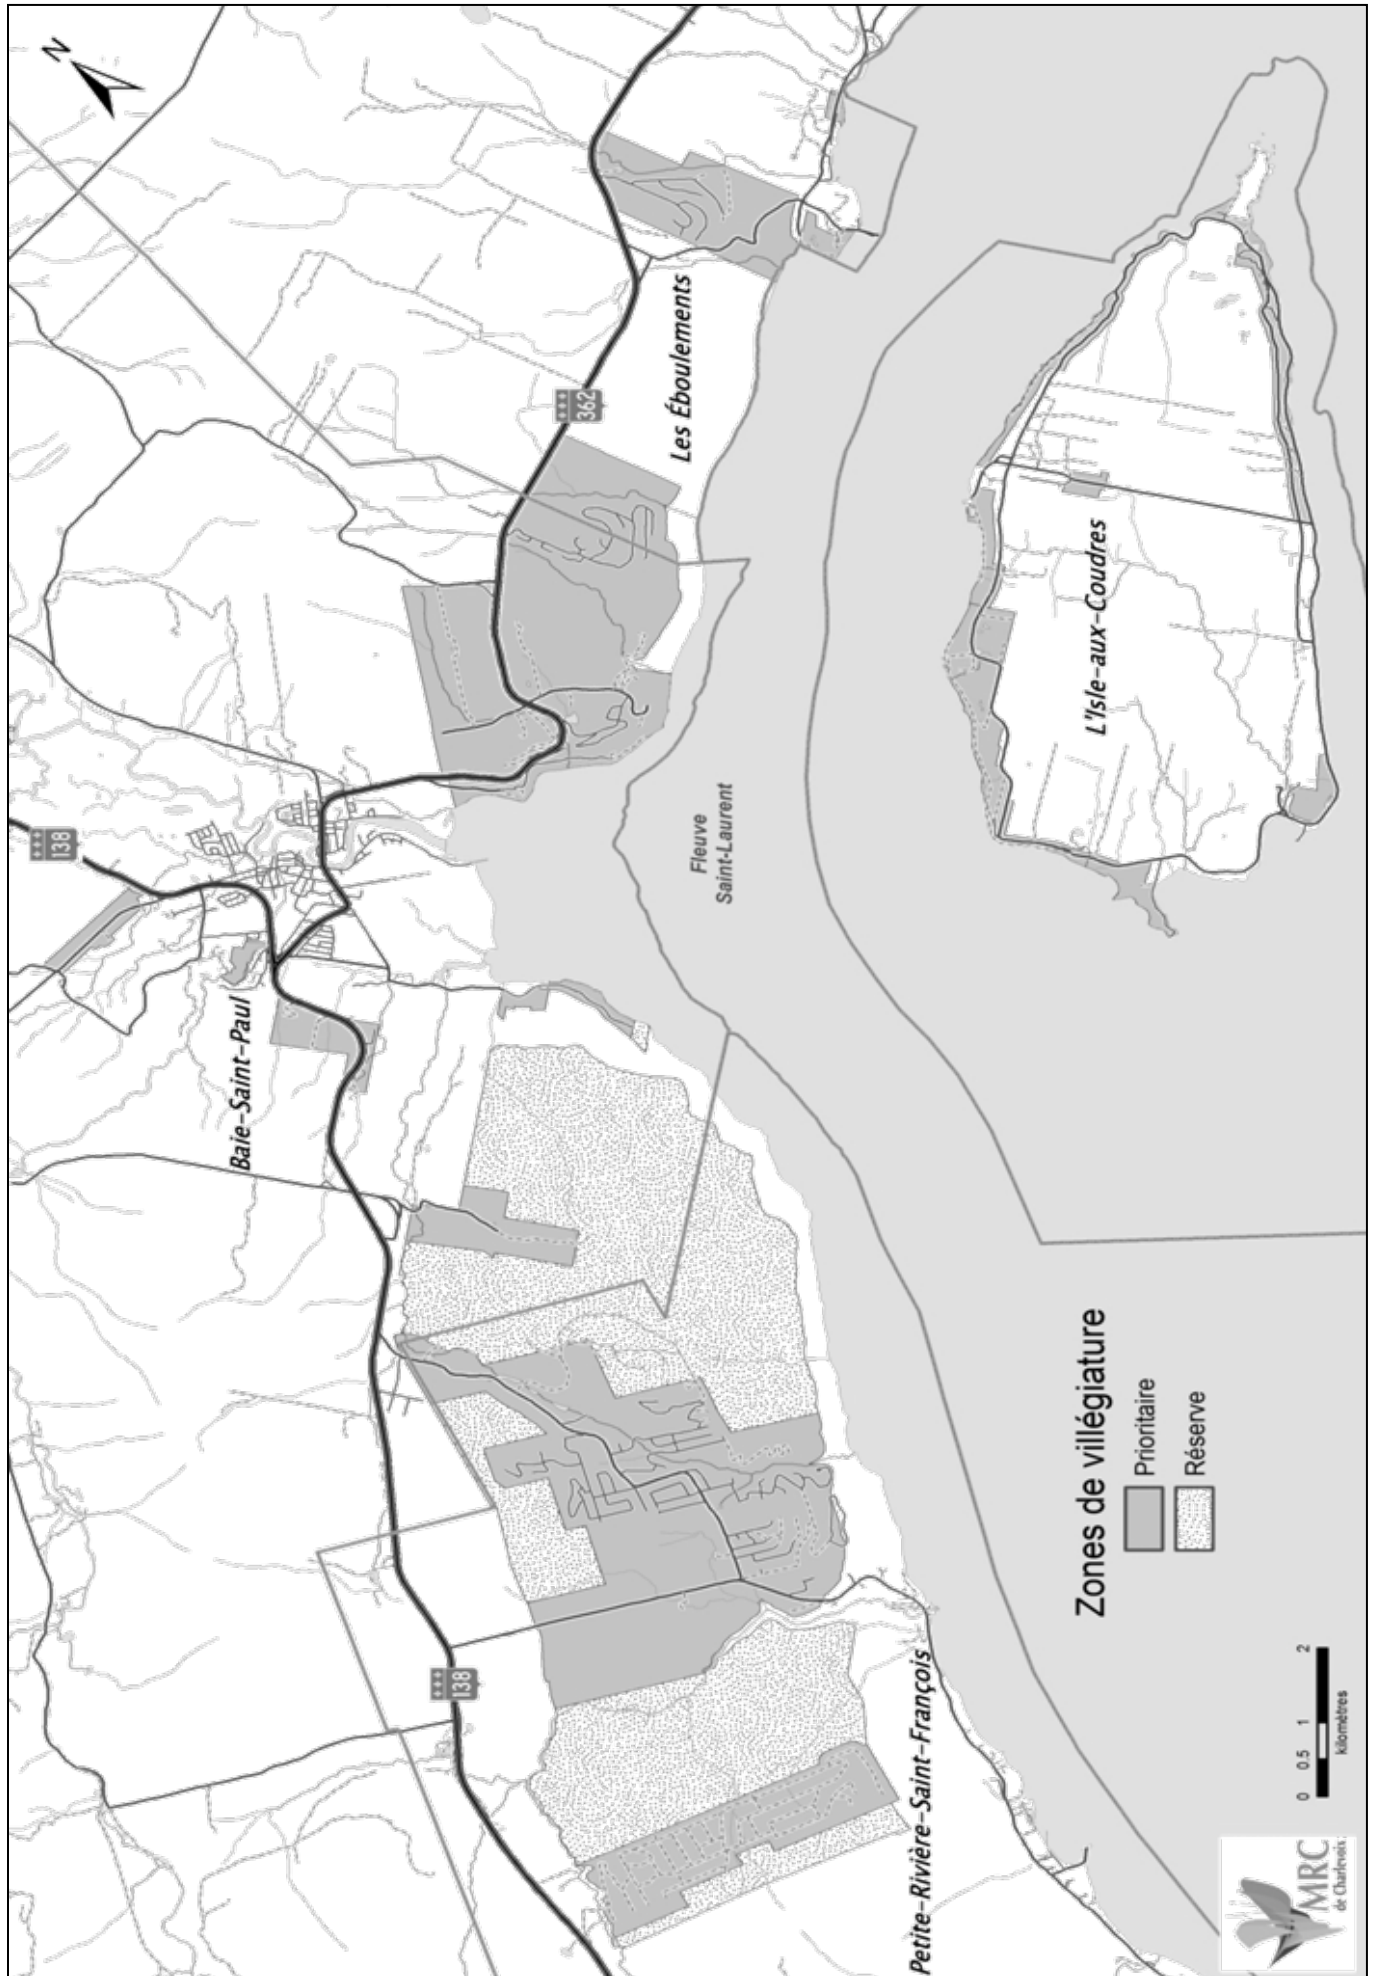 N
362
Les Éboulements
L'Isle-aux-Coudres
138
Fleuve
Saint-Laurent
Baie-Saint-Paul
Zones de villégiature
Prioritaire
Réserve
138
Petite-Rivière-Saint-François
0 0.5 1 2
kilomètres
MRC
de Charlevoix